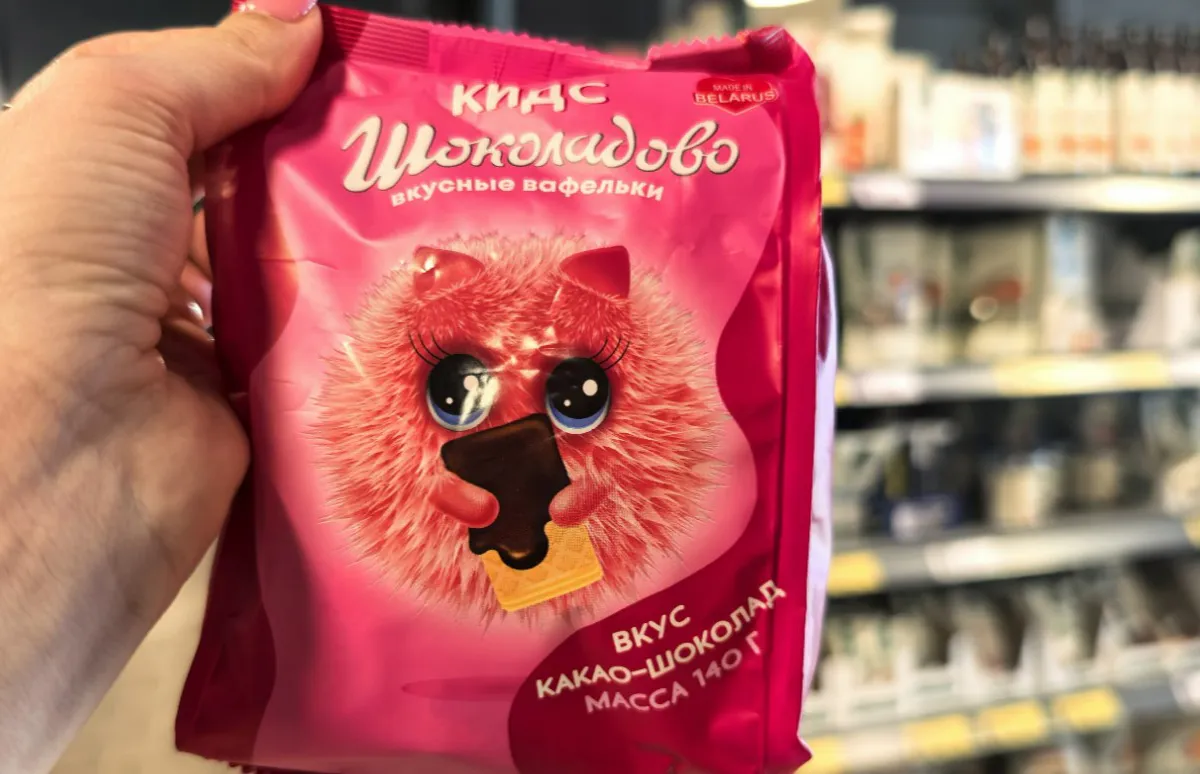 КИДС
MADE IN
BELARUS
Шоколадово
вкусные вафельки
ВКУС
КАКАО-ШОКОЛАД
МАССА 140 Г